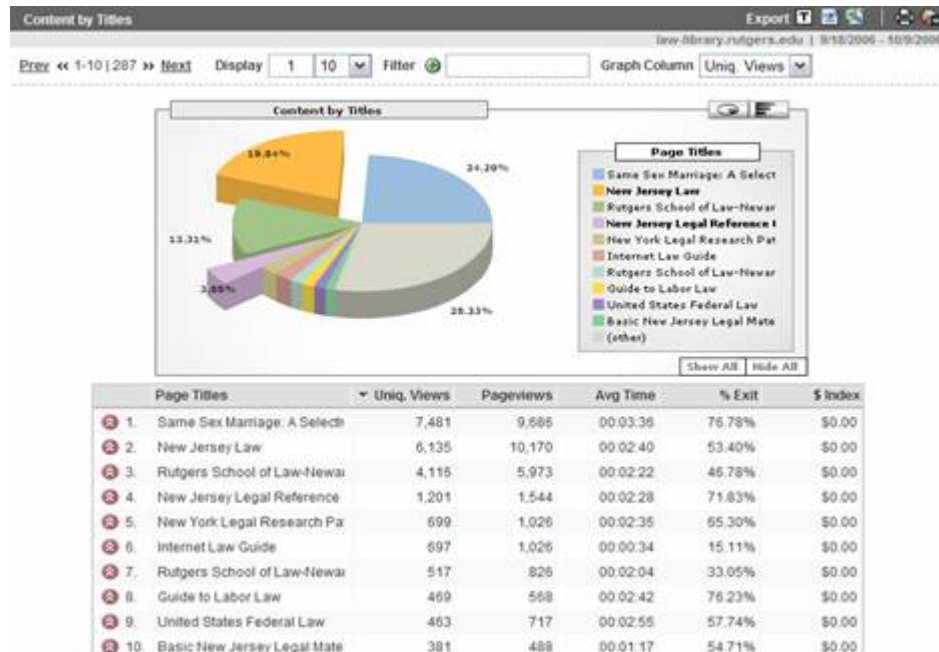 Content by Titles Export T
law-library.rutgers.edu | 9/18/2006 - 10/9/2006
Prev « 1-10 | 287 » Next Display 1 10 Filter Graph Column Uniq. Views
Content by Titles
19.84%
24.20%
13.31%
3.88%
28.33%
Page Titles
Same Sex Marriage: A Select
New Jersey Law
Rutgers School of Law-Newar
New Jersey Legal Reference
New York Legal Research Pat
Internet Law Guide
Rutgers School of Law-Newar
Guide to Labor Law
United States Federal Law
Basic New Jersey Legal Mate
(other)
Show All Hide All
Page Titles Uniq. Views Pageviews Avg Time % Exit $ Index
1. Same Sex Marriage: A Selecti 7,481 9,686 00:03:36 76.78% $0.00
2. New Jersey Law 6,135 10,170 00:02:40 53.40% $0.00
3. Rutgers School of Law-Newar 4,116 5,973 00:02:22 46.78% $0.00
4. New Jersey Legal Reference 1,201 1,544 00:02:28 71.83% $0.00
5. New York Legal Research Pa 699 1,026 00:02:35 65.30% $0.00
6. Internet Law Guide 697 1,026 00:00:34 15.11% $0.00
7. Rutgers School of Law-Newar 517 826 00:02:04 33.05% $0.00
8. Guide to Labor Law 469 568 00:02:42 76.23% $0.00
9. United States Federal Law 463 717 00:02:55 57.74% $0.00
10. Basic New Jersey Legal Mate 381 488 00:01:17 54.71% $0.00